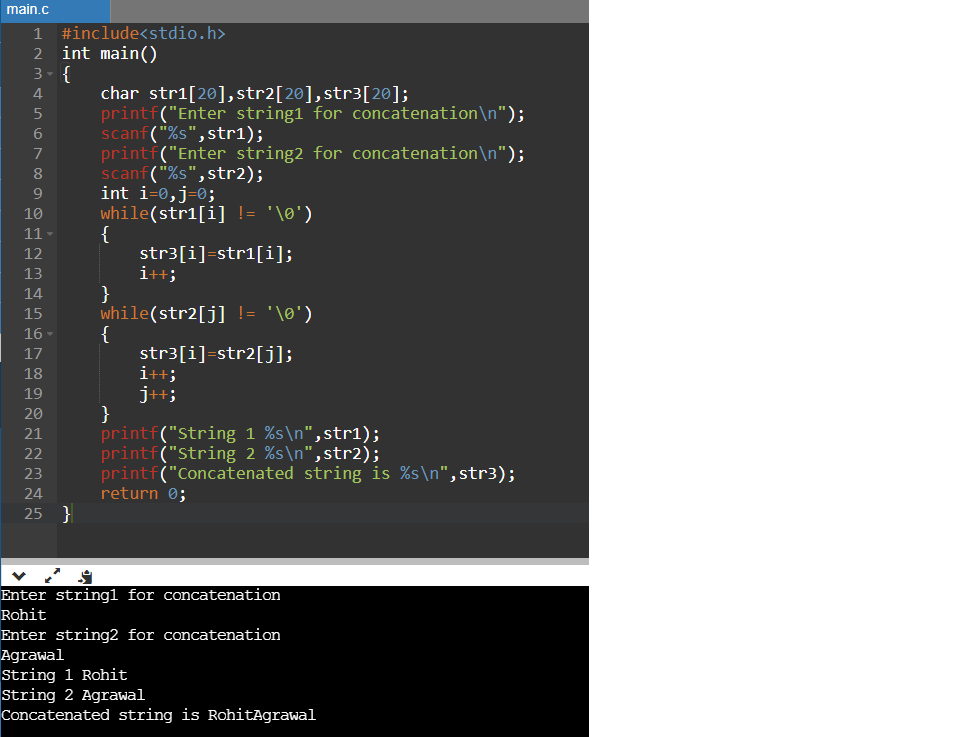 main.c
1 #include<stdio.h>
2 int main()
3 {
4     char str1[20],str2[20],str3[20];
5     printf("Enter string1 for concatenation\n");
6     scanf("%s",str1);
7     printf("Enter string2 for concatenation\n");
8     scanf("%s",str2);
9     int i=0,j=0;
10     while(str1[i] != '\0')
11     {
12         str3[i]=str1[i];
13         i++;
14     }
15     while(str2[j] != '\0')
16     {
17         str3[i]=str2[j];
18         i++;
19         j++;
20     }
21     printf("String 1 %s\n",str1);
22     printf("String 2 %s\n",str2);
23     printf("Concatenated string is %s\n",str3);
24     return 0;
25 }
Enter string1 for concatenation
Rohit
Enter string2 for concatenation
Agrawal
String 1 Rohit
String 2 Agrawal
Concatenated string is RohitAgrawal